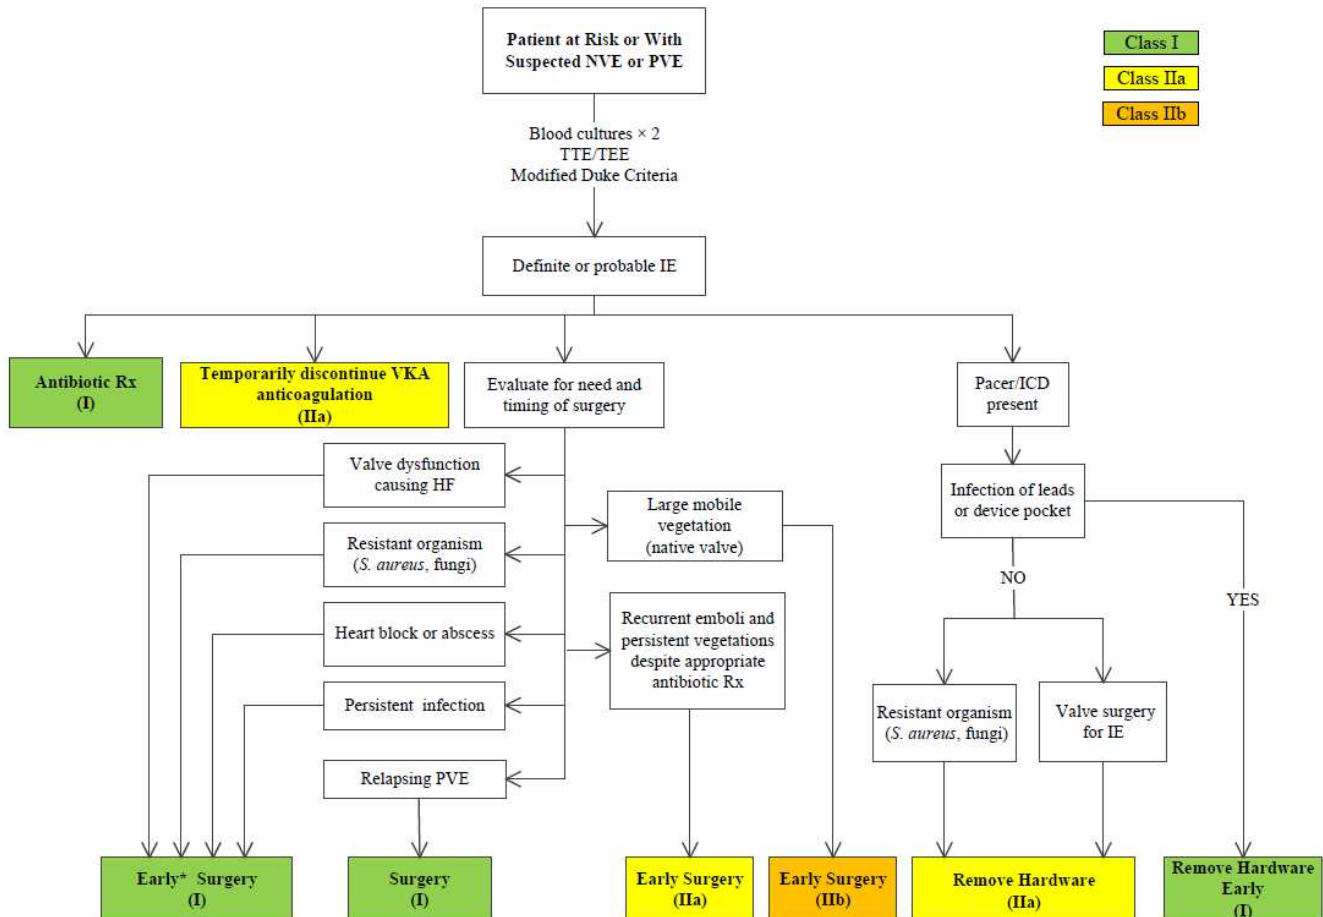 Patient at Risk or With
Suspected NVE or PVE
Class I
Class IIa
Class IIb
Blood cultures × 2
TTE/TEE
Modified Duke Criteria
Definite or probable IE
Antibiotic Rx
(I)
Temporarily discontinue VKA
anticoagulation
(IIa)
Evaluate for need and
timing of surgery
Pacer/ICD
present
Valve dysfunction
causing HF
Large mobile
vegetation
(native valve)
Infection of leads
or device pocket
Resistant organism
(S. aureus, fungi)
NO
YES
Heart block or abscess
Recurrent emboli and
persistent vegetations
despite appropriate
antibiotic Rx
Persistent infection
Resistant organism
(S. aureus, fungi)
Valve surgery
for IE
Relapsing PVE
Early* Surgery
(I)
Surgery
(I)
Early Surgery
(IIa)
Early Surgery
(IIb)
Remove Hardware
(IIa)
Remove Hardware
Early
(I)